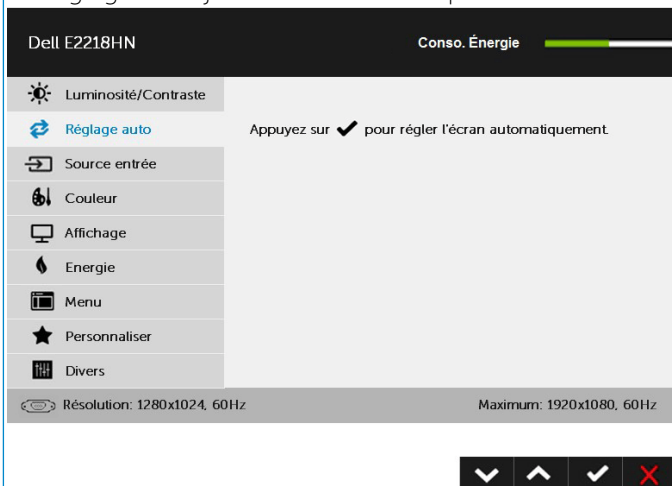 Dell E2218HN
Conso. Énergie
Luminosité/Contraste
Réglage auto
Appuyez sur ✔ pour régler l'écran automatiquement.
Source entrée
Couleur
Affichage
Energie
Menu
Personnaliser
Divers
Résolution: 1280x1024, 60Hz
Maximum: 1920x1080, 60Hz